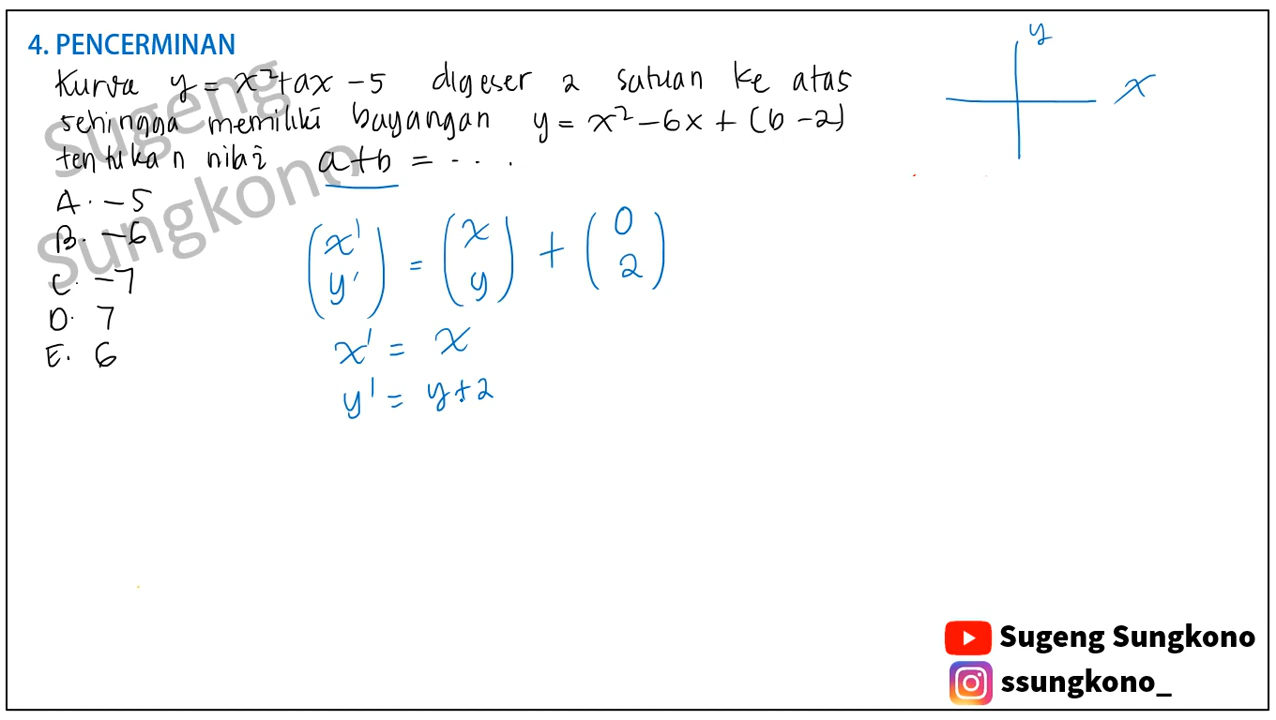 4. PENCERMINAN
Kurva y = x² + ax - 5 digeser 2 satuan ke atas
sehingga memiliki bayangan y = x² - 6x + (b - 2)
tentukan nilai a + b = . . . .
A. -5
B. -6
C. -7
D. 7
E. 6
(x' y') = (x y) + (0 2)
x' = x
y' = y + 2
y
x
Sugeng
Sungkono
Sugeng Sungkono
ssungkono_